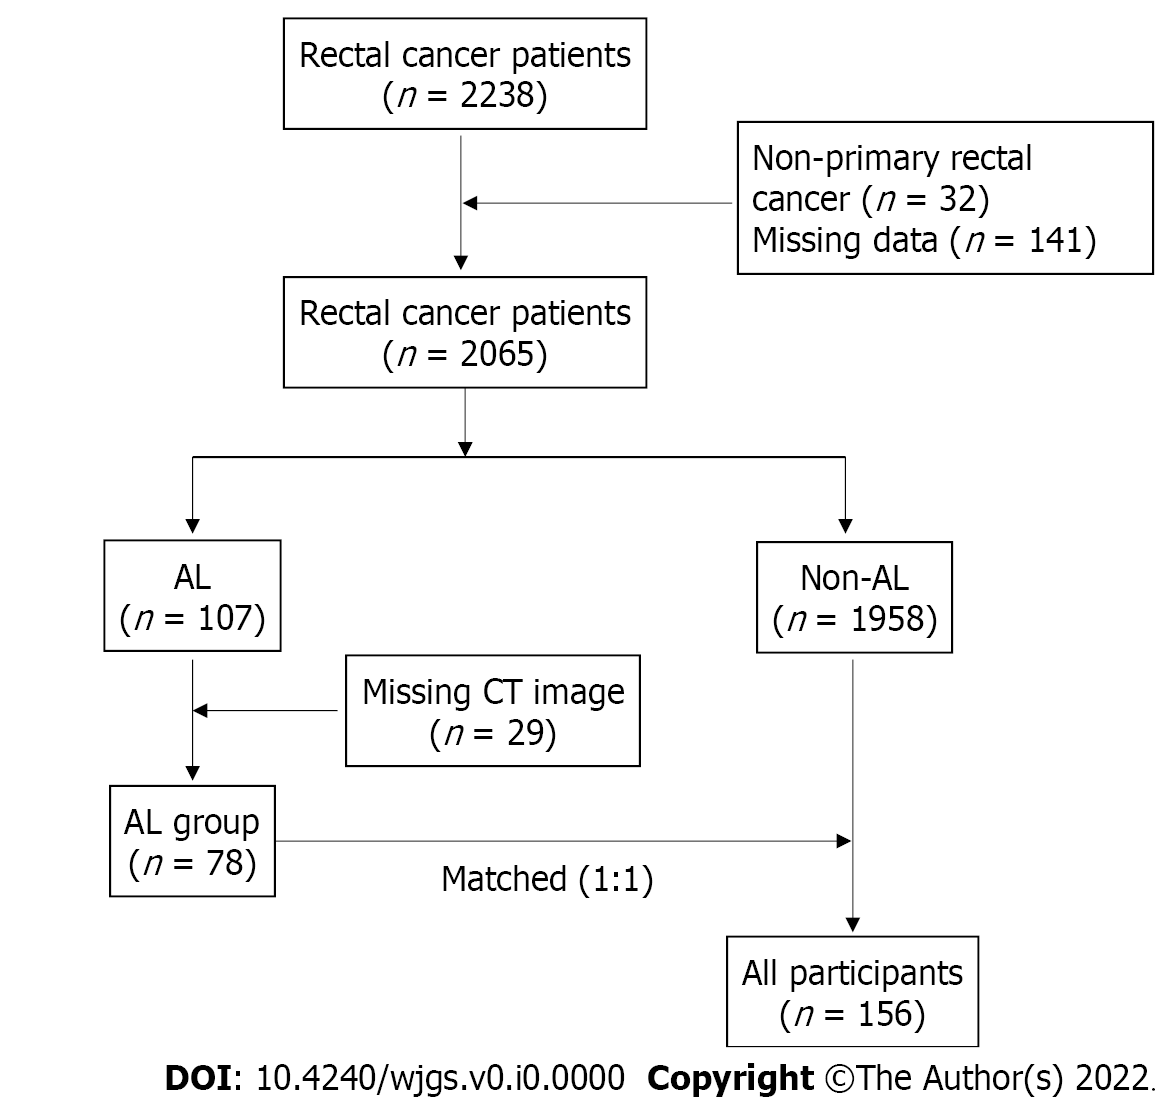 Rectal cancer patients
(n = 2238)
Non-primary rectal
cancer (n = 32)
Missing data (n = 141)
Rectal cancer patients
(n = 2065)
AL
(n = 107)
Non-AL
(n = 1958)
Missing CT image
(n = 29)
AL group
(n = 78)
Matched (1:1)
All participants
(n = 156)
DOI: 10.4240/wjgs.v0.i0.0000 Copyright ©The Author(s) 2022.